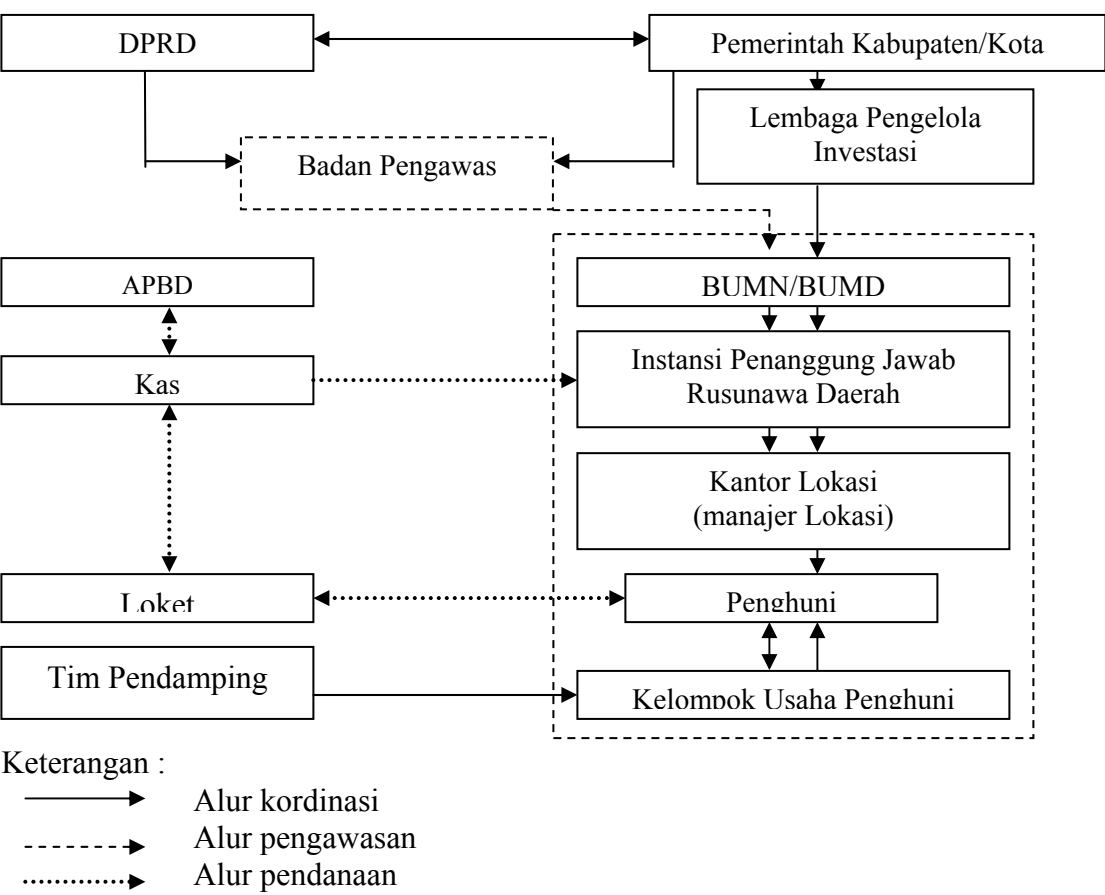 DPRD
Pemerintah Kabupaten/Kota
Lembaga Pengelola
Investasi
Badan Pengawas
APBD
BUMN/BUMD
Kas
Instansi Penanggung Jawab
Rusunawa Daerah
Kantor Lokasi
(manajer Lokasi)
Loket
Penghuni
Tim Pendamping
Kelompok Usaha Penghuni
Keterangan :
Alur kordinasi
Alur pengawasan
Alur pendanaan